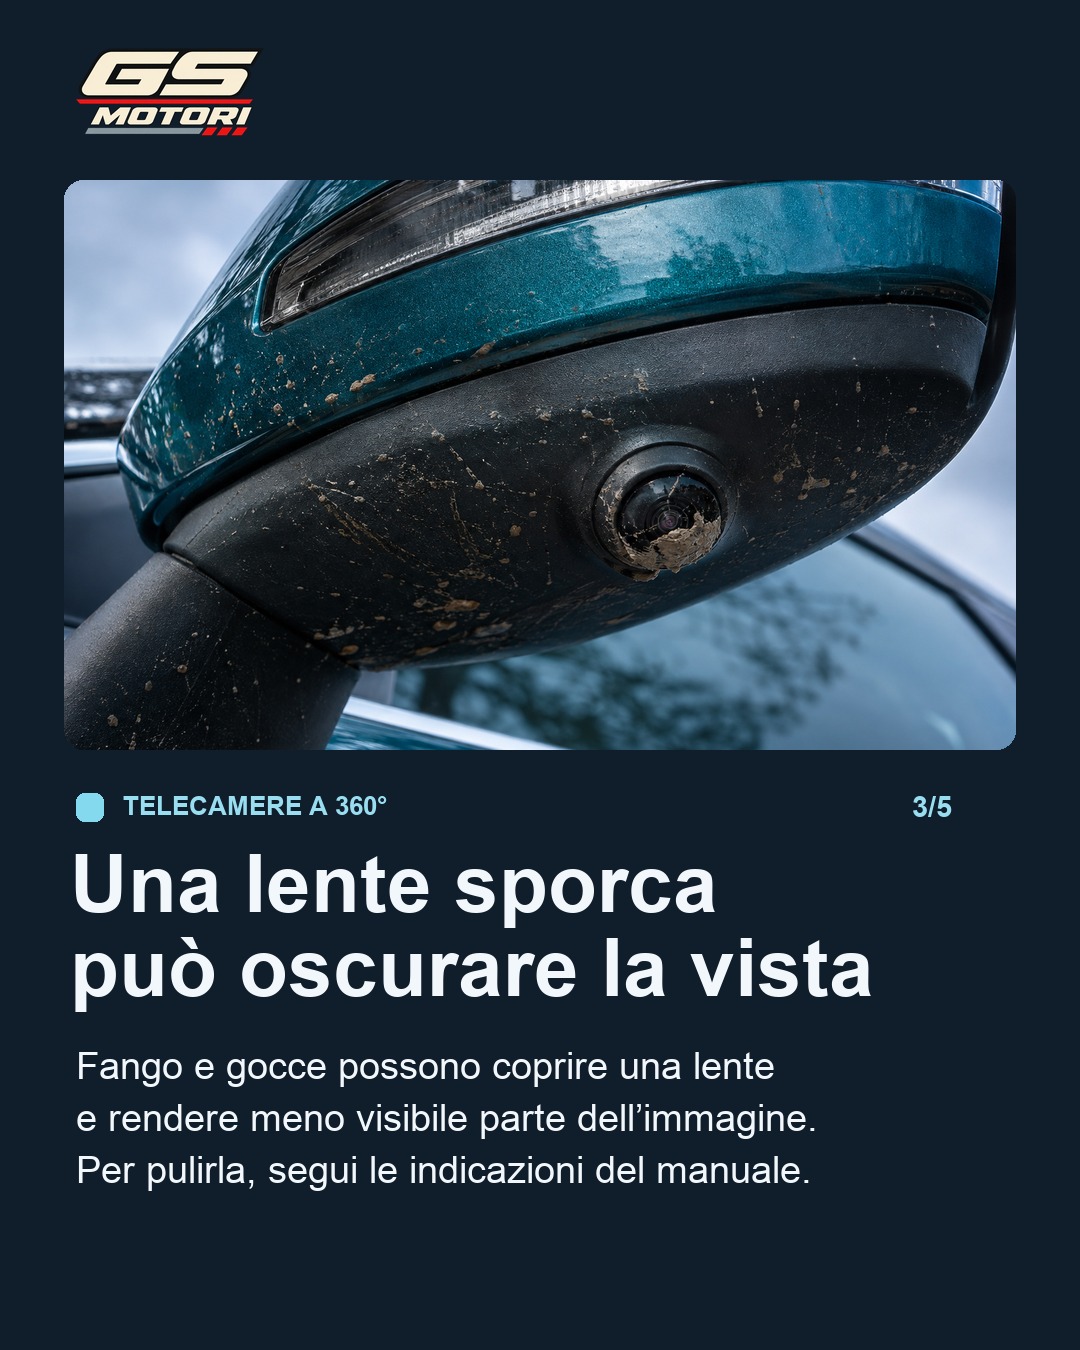 GS
MOTORI
TELECAMERE A 360°
3/5
Una lente sporca
può oscurare la vista
Fango e gocce possono coprire una lente
e rendere meno visibile parte dell’immagine.
Per pulirla, segui le indicazioni del manuale.